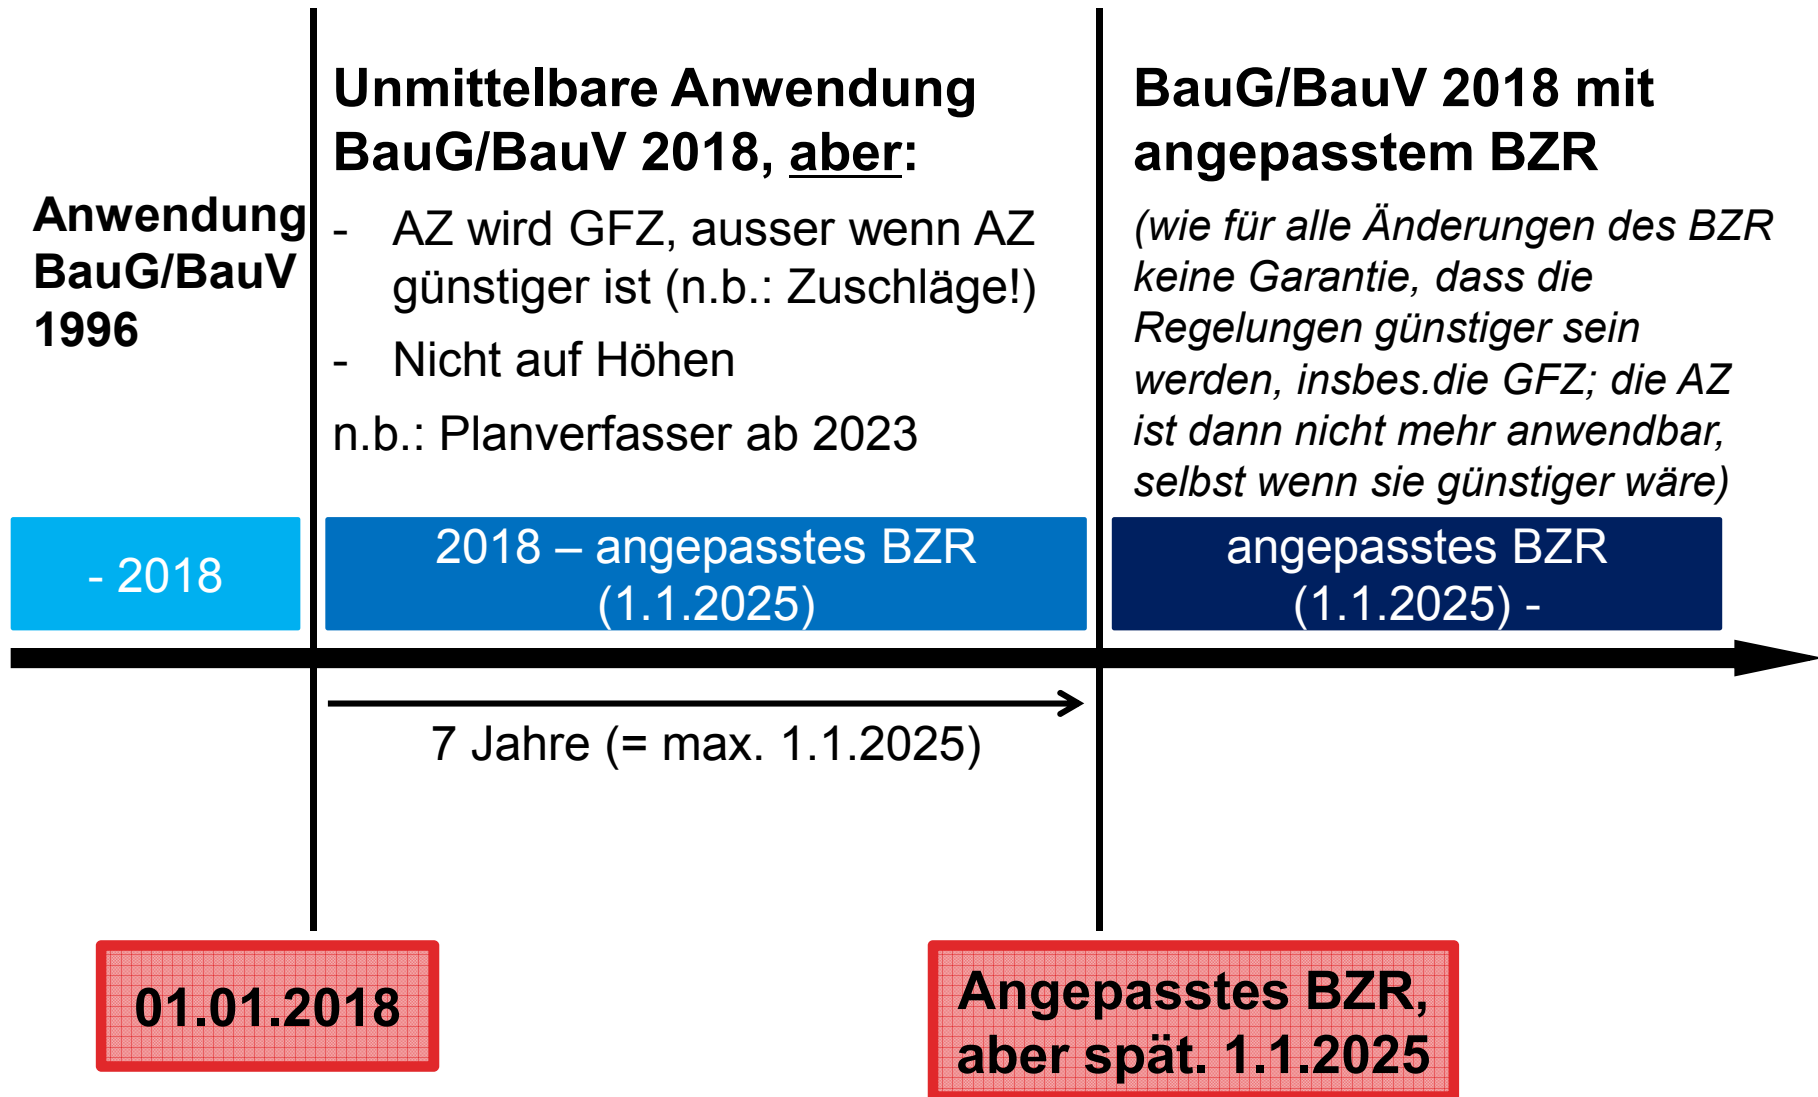 Anwendung
BauG/BauV
1996
Unmittelbare Anwendung
BauG/BauV 2018, aber:
- AZ wird GFZ, ausser wenn AZ
günstiger ist (n.b.: Zuschläge!)
- Nicht auf Höhen
n.b.: Planverfasser ab 2023
BauG/BauV 2018 mit
angepasstem BZR
(wie für alle Änderungen des BZR
keine Garantie, dass die
Regelungen günstiger sein
werden, insbes.die GFZ; die AZ
ist dann nicht mehr anwendbar,
selbst wenn sie günstiger wäre)
- 2018
2018 – angepasstes BZR
(1.1.2025)
angepasstes BZR
(1.1.2025) -
7 Jahre (= max. 1.1.2025)
01.01.2018
Angepasstes BZR,
aber spät. 1.1.2025